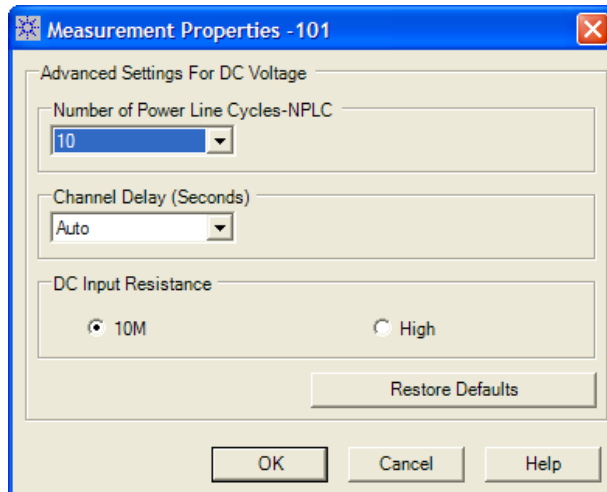 Measurement Properties -101
Advanced Settings For DC Voltage
Number of Power Line Cycles-NPLC
10
Channel Delay (Seconds)
Auto
DC Input Resistance
10M High
Restore Defaults
OK Cancel Help